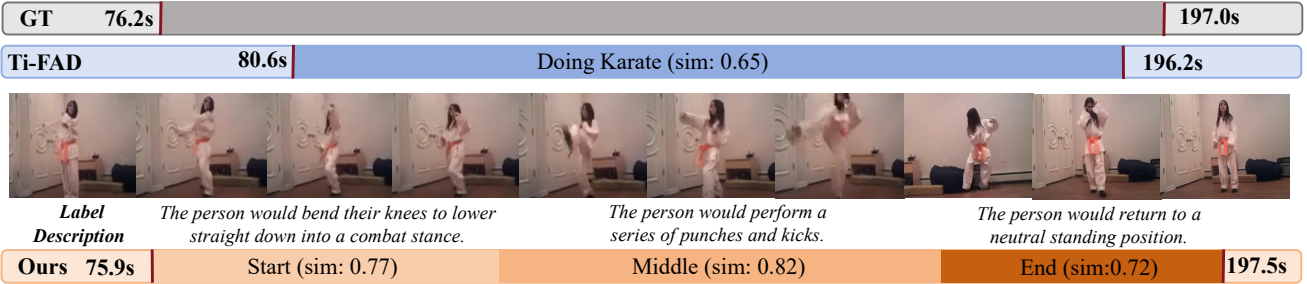 GT 76.2s 197.0s
Ti-FAD 80.6s Doing Karate (sim: 0.65) 196.2s
Label Description
The person would bend their knees to lower
straight down into a combat stance.
The person would perform a
series of punches and kicks.
The person would return to a
neutral standing position.
Ours 75.9s Start (sim: 0.77) Middle (sim: 0.82) End (sim:0.72) 197.5s